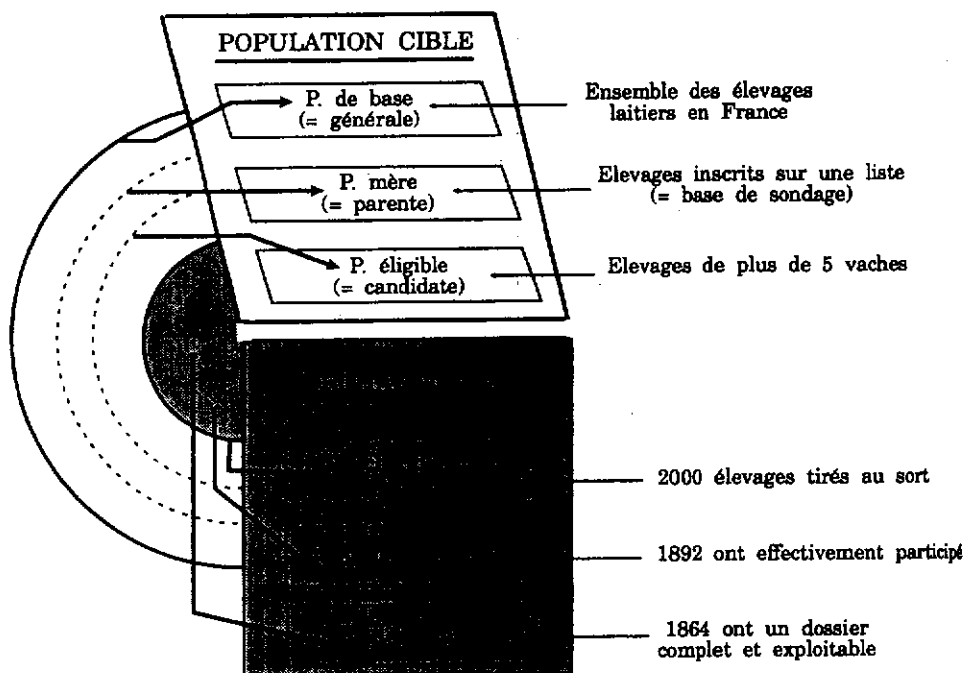 POPULATION CIBLE
P. de base
(= générale)
Ensemble des élevages
laitiers en France
P. mère
(= parente)
Elevages inscrits sur une liste
(= base de sondage)
P. éligible
(= candidate)
Elevages de plus de 5 vaches
2000 élevages tirés au sort
1892 ont effectivement participé
1864 ont un dossier
complet et exploitable